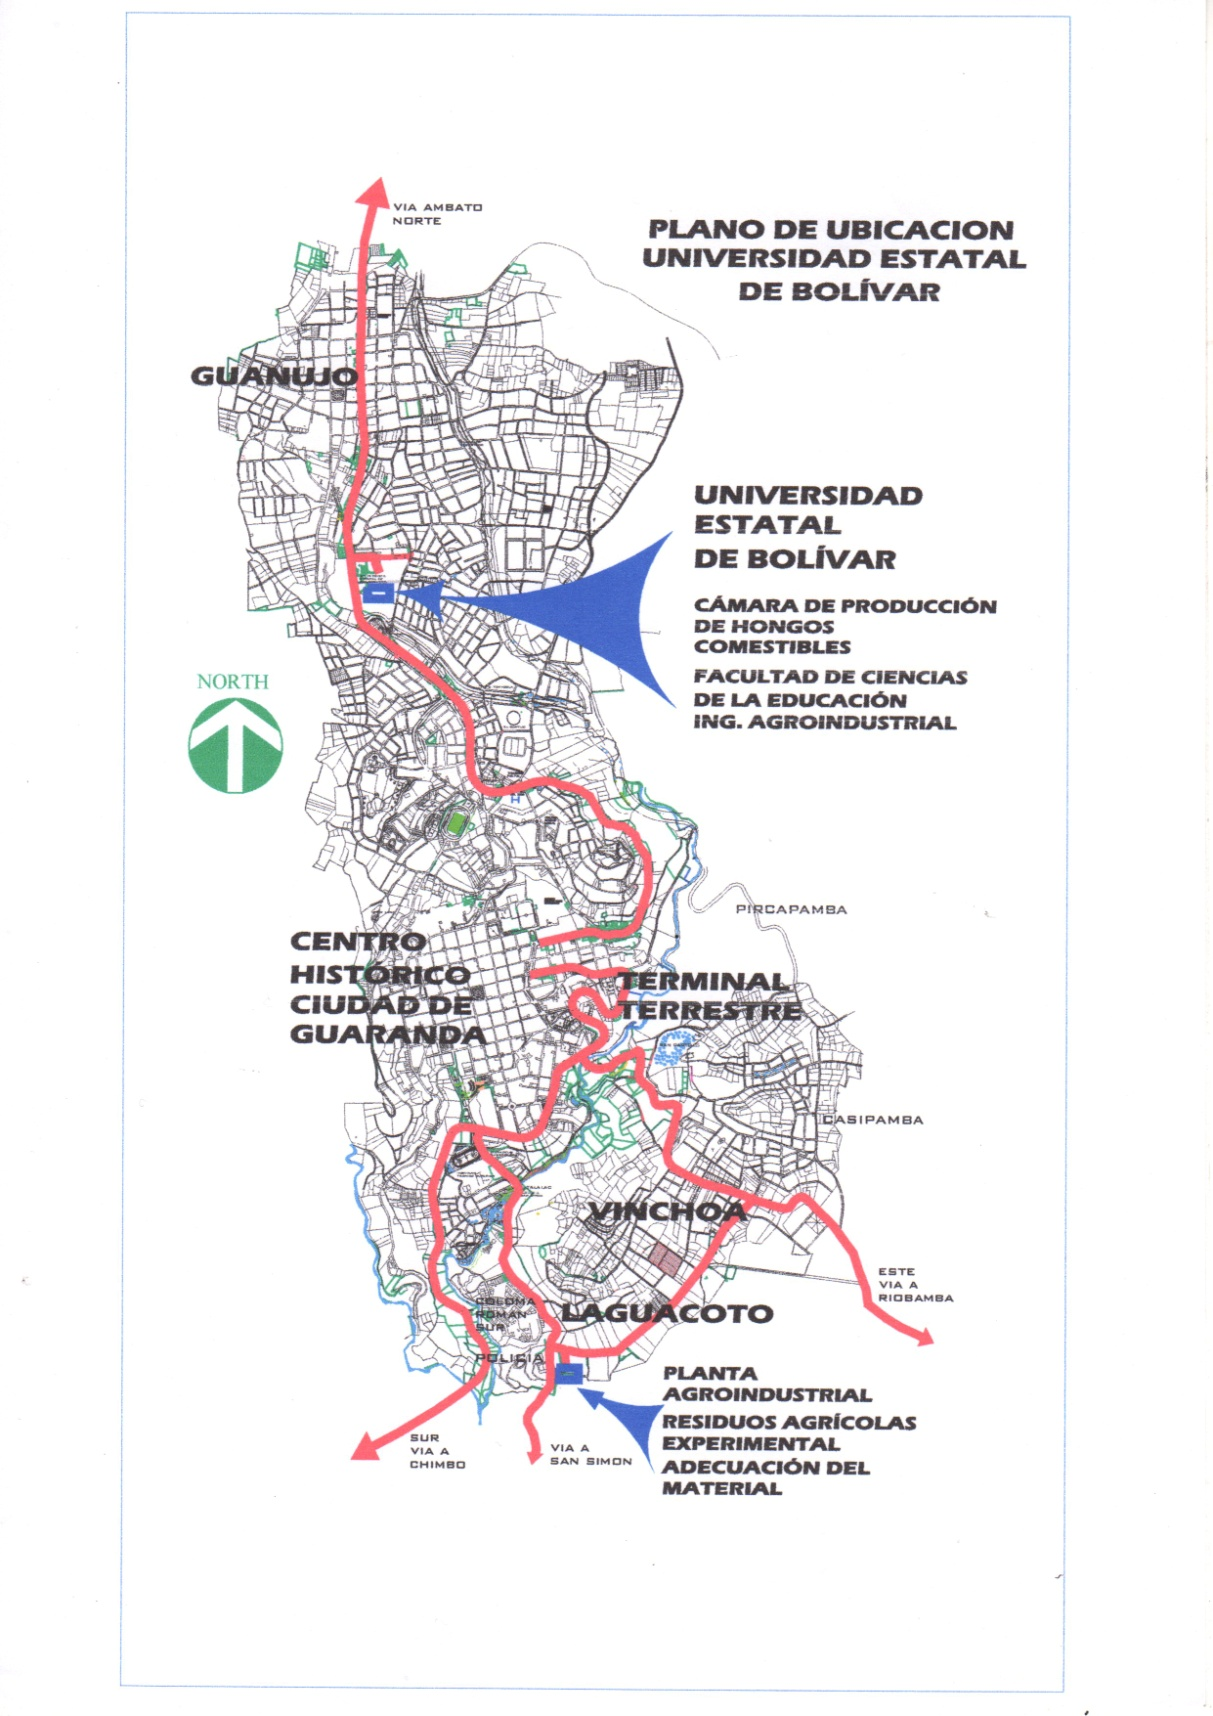 VIA AMBATO
NORTE
PLANO DE UBICACION
UNIVERSIDAD ESTATAL
DE BOLÍVAR
GUANUJO
UNIVERSIDAD
ESTATAL
DE BOLÍVAR
CÁMARA DE PRODUCCIÓN
DE HONGOS
COMESTIBLES
FACULTAD DE CIENCIAS
DE LA EDUCACIÓN
ING. AGROINDUSTRIAL
NORTH
H
PIRCAPAMBA
CENTRO
HISTÓRICO
CIUDAD DE
GUARANDA
TERMINAL
TERRESTRE
CASIPAMBA
VINCHOA
ESTE
VIA A
RIOBAMBA
COLOMA
ROMAN
SUR
LAGUACOTO
POLICIA
PLANTA
AGROINDUSTRIAL
RESIDUOS AGRÍCOLAS
EXPERIMENTAL
ADECUACIÓN DEL
MATERIAL
SUR
VIA A
CHIMBO
VIA A
SAN SIMON